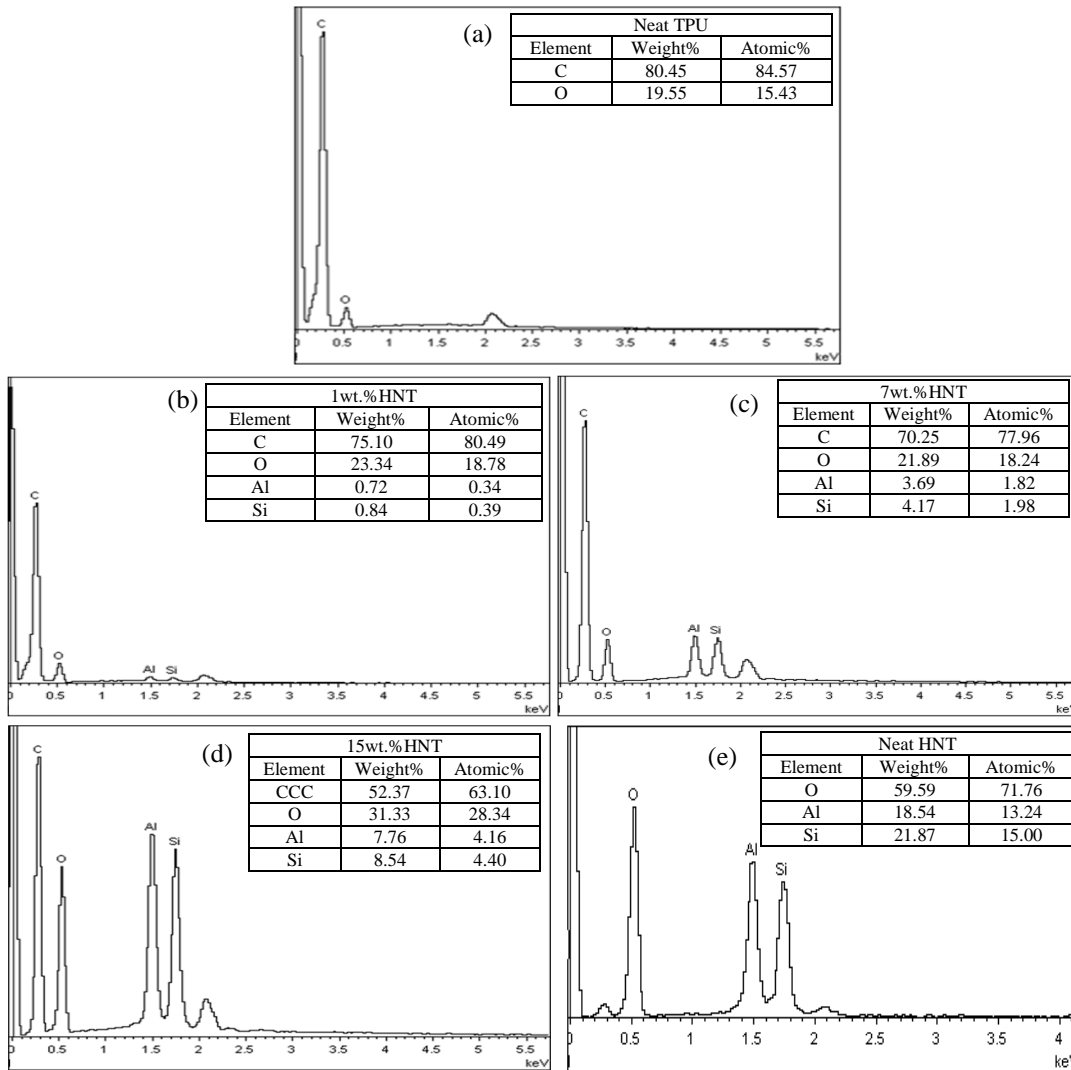 (a)
Neat TPU
Element Weight% Atomic%
C 80.45 84.57
O 19.55 15.43
C
O
0 0.5 1 1.5 2 2.5 3 3.5 4 4.5 5 5.5
keV
(b)
1wt.%HNT
Element Weight% Atomic%
C 75.10 80.49
O 23.34 18.78
Al 0.72 0.34
Si 0.84 0.39
C
O Al Si
0 0.5 1 1.5 2 2.5 3 3.5 4 4.5 5 5.5
keV
(c)
7wt.%HNT
Element Weight% Atomic%
C 70.25 77.96
O 21.89 18.24
Al 3.69 1.82
Si 4.17 1.98
C
O Al Si
0 0.5 1 1.5 2 2.5 3 3.5 4 4.5 5 5.5
keV
(d)
15wt.%HNT
Element Weight% Atomic%
CCC 52.37 63.10
O 31.33 28.34
Al 7.76 4.16
Si 8.54 4.40
C
Al
Si
O
0 0.5 1 1.5 2 2.5 3 3.5 4 4.5 5 5.5
keV
(e)
Neat HNT
Element Weight% Atomic%
O 59.59 71.76
Al 18.54 13.24
Si 21.87 15.00
O
Al
Si
0 0.5 1 1.5 2 2.5 3 3.5 4
keV